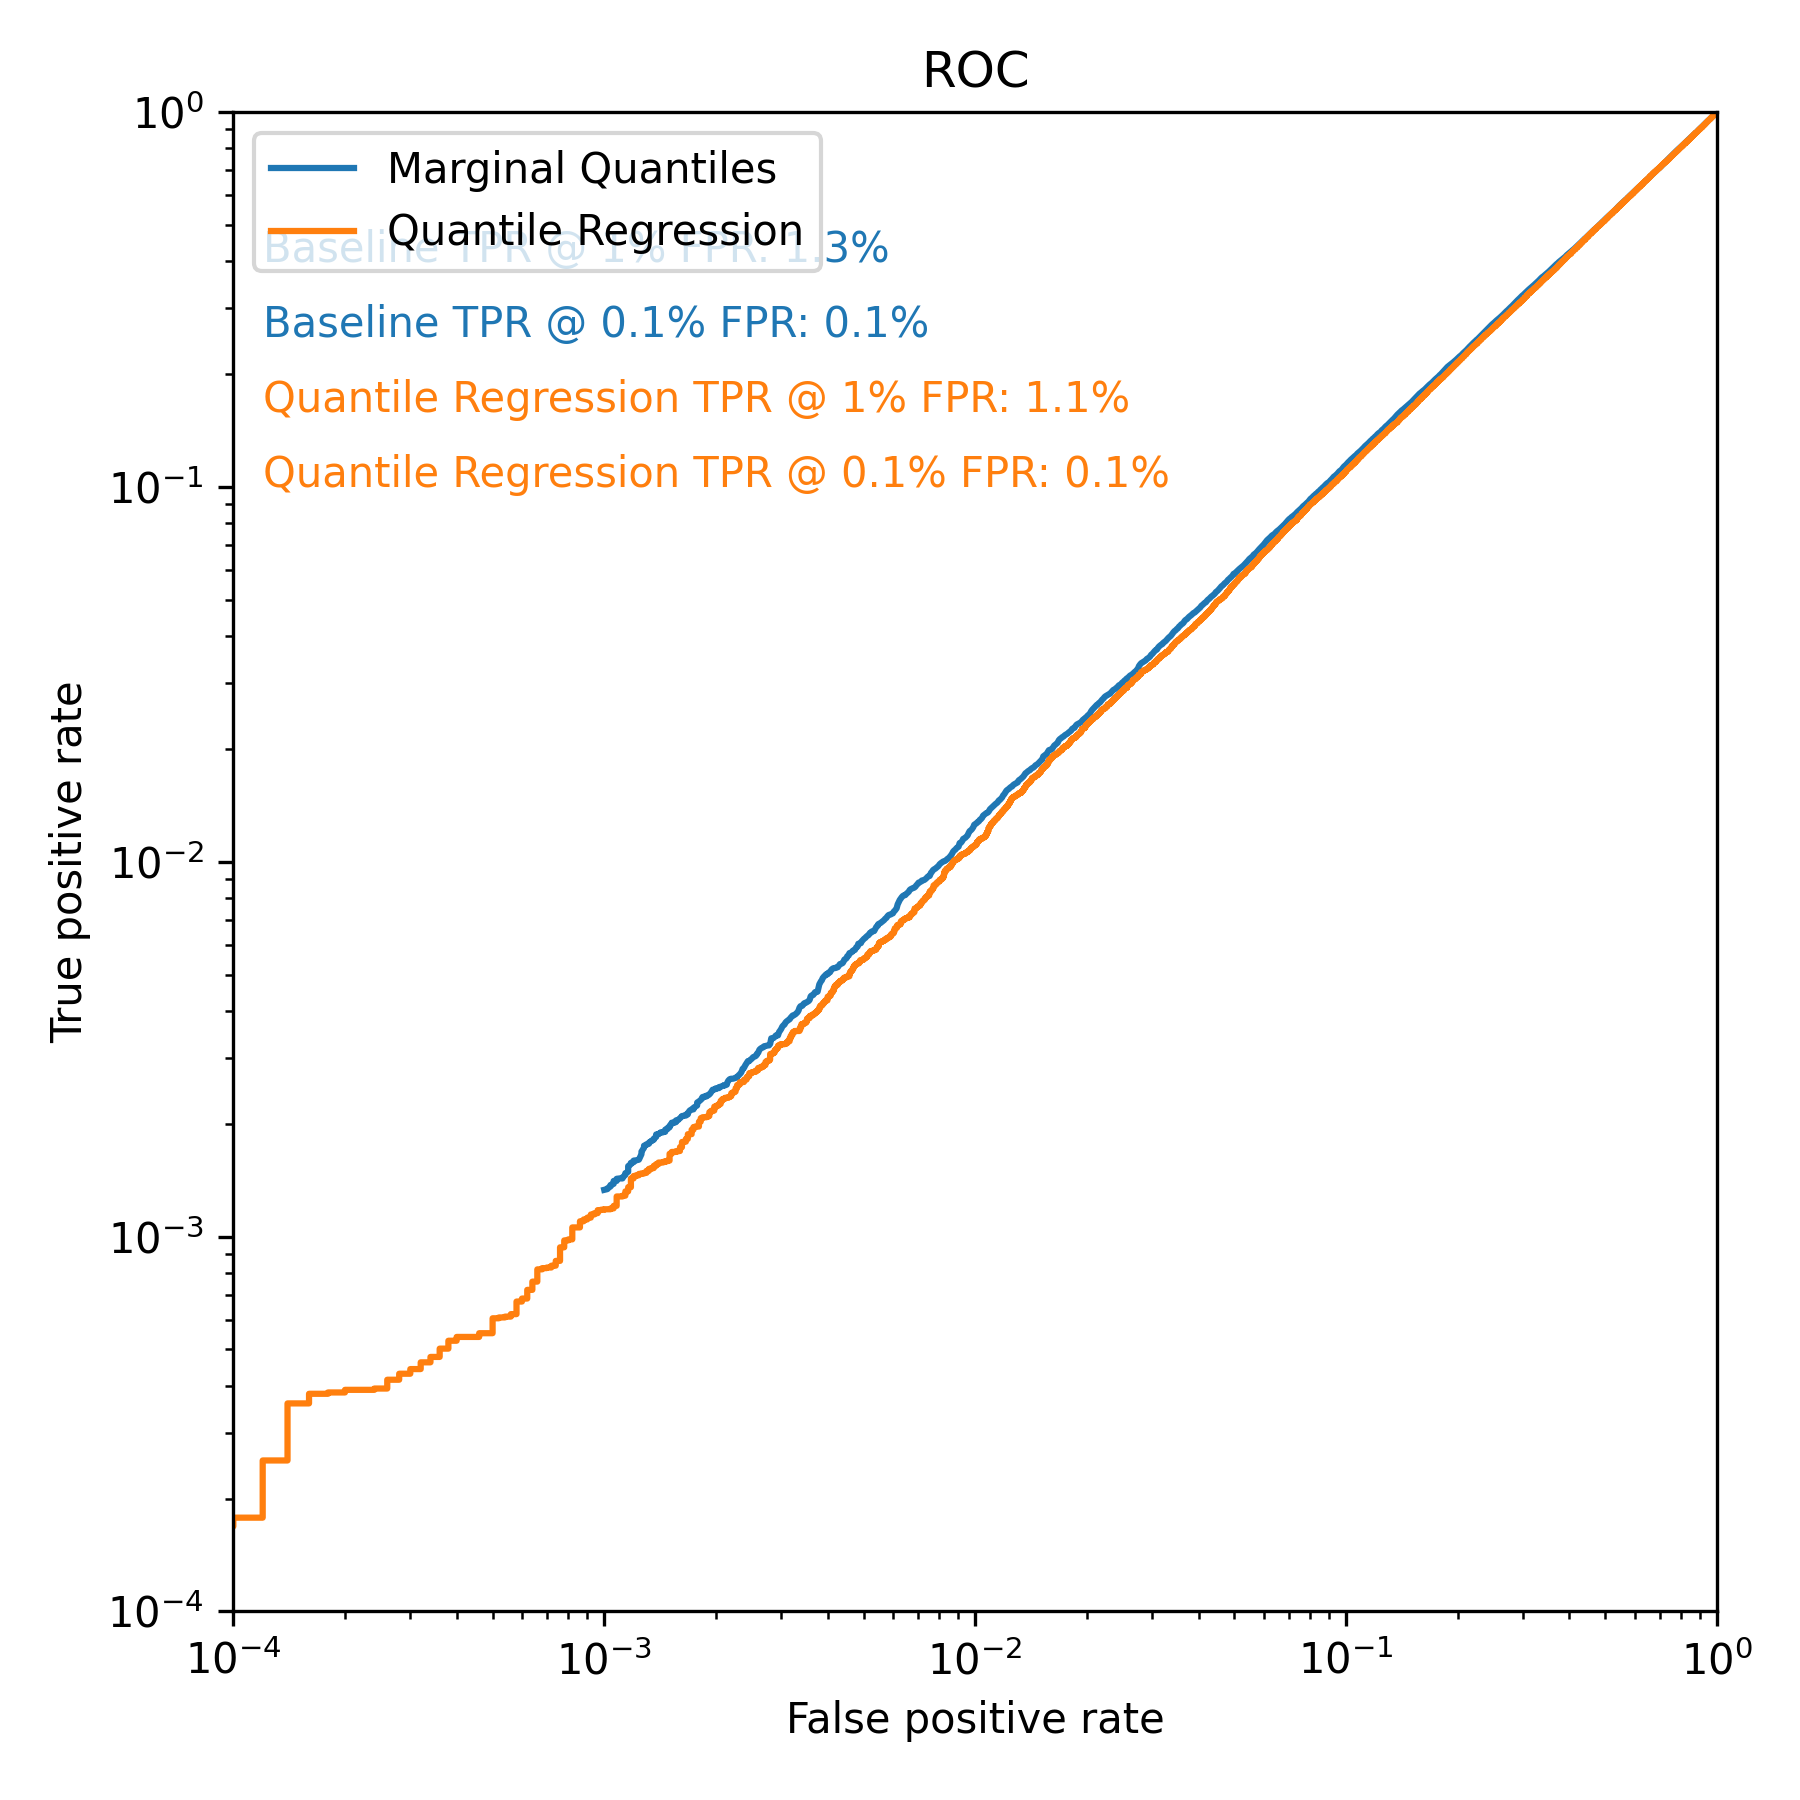 ROC
Marginal Quantiles
Quantile Regression
Baseline TPR @ 1% FPR: 1.3%
Baseline TPR @ 0.1% FPR: 0.1%
Quantile Regression TPR @ 1% FPR: 1.1%
Quantile Regression TPR @ 0.1% FPR: 0.1%
10⁰
10⁻¹
10⁻²
10⁻³
10⁻⁴
True positive rate
10⁻⁴ 10⁻³ 10⁻² 10⁻¹ 10⁰
False positive rate